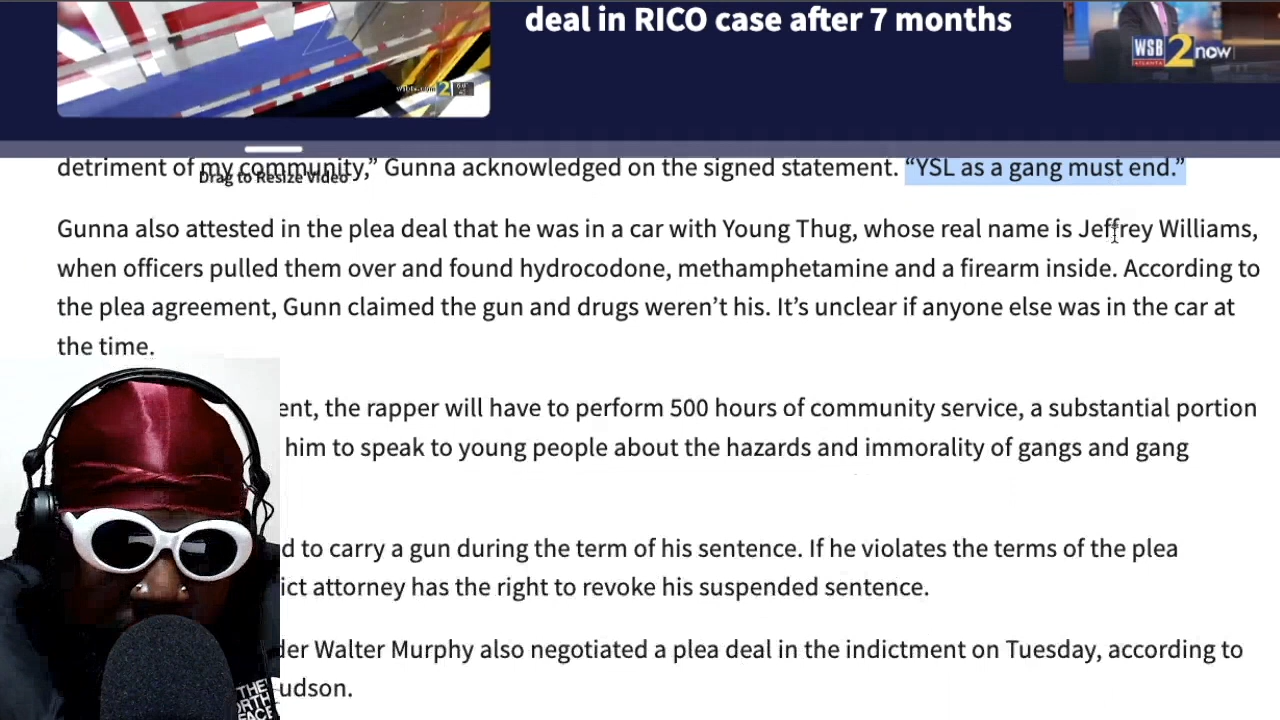 deal in RICO case after 7 months
WSB 2 now
ATLANTA
detriment of my community,” Gunna acknowledged on the signed statement. “YSL as a gang must end.”
Drag to Resize Video
Gunna also attested in the plea deal that he was in a car with Young Thug, whose real name is Jeffrey Williams,
when officers pulled them over and found hydrocodone, methamphetamine and a firearm inside. According to
the plea agreement, Gunn claimed the gun and drugs weren’t his. It’s unclear if anyone else was in the car at
the time.
ent, the rapper will have to perform 500 hours of community service, a substantial portion
him to speak to young people about the hazards and immorality of gangs and gang
d to carry a gun during the term of his sentence. If he violates the terms of the plea
ict attorney has the right to revoke his suspended sentence.
der Walter Murphy also negotiated a plea deal in the indictment on Tuesday, according to
udson.
THE
ORTH
FACE